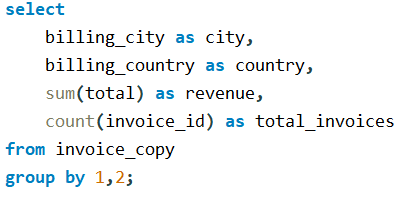 select
    billing_city as city,
    billing_country as country,
    sum(total) as revenue,
    count(invoice_id) as total_invoices
from invoice_copy
group by 1,2;